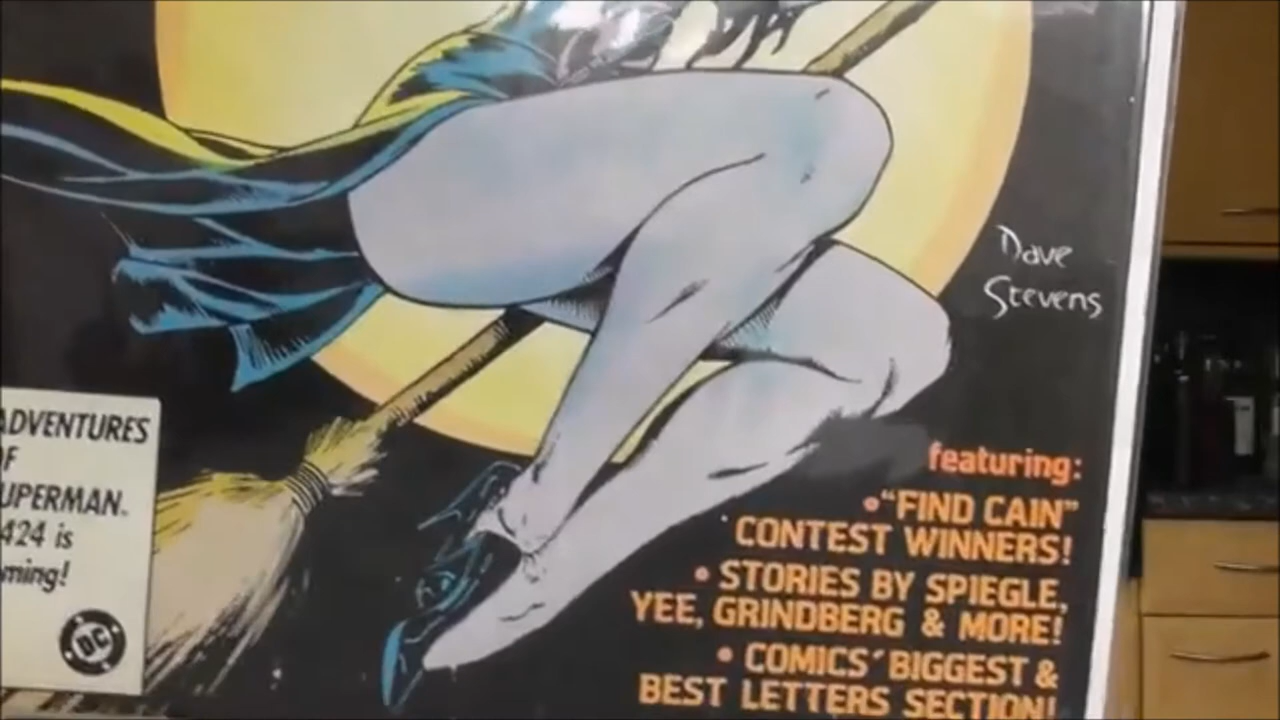 Dave
Stevens
ADVENTURES
F
UPERMAN.
424 is
ming!
DC
featuring:
•"FIND CAIN"
CONTEST WINNERS!
• STORIES BY SPIEGLE,
YEE, GRINDBERG & MORE!
• COMICS' BIGGEST &
BEST LETTERS SECTION!